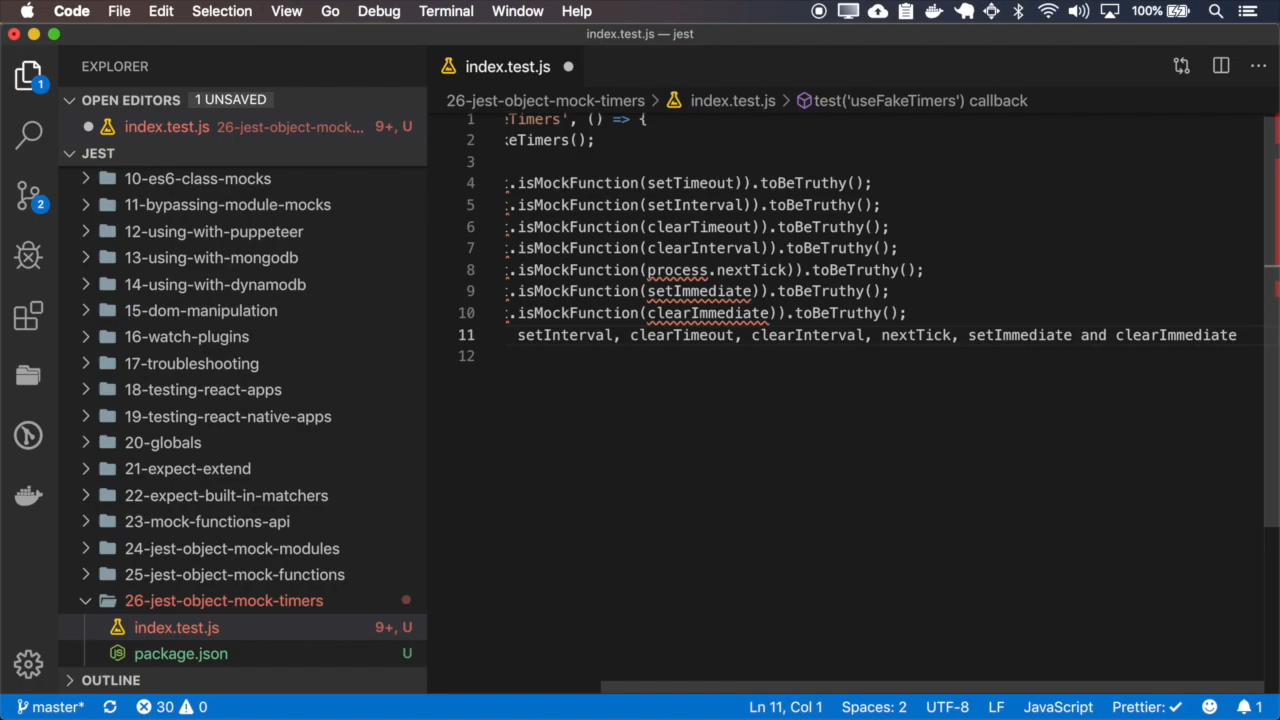 Code File Edit Selection View Go Debug Terminal Window Help 100%
index.test.js — jest
EXPLORER
index.test.js
OPEN EDITORS 1 UNSAVED
26-jest-object-mock-timers > index.test.js > test('useFakeTimers') callback
index.test.js 26-jest-object-mock... 9+, U
JEST
10-es6-class-mocks
11-bypassing-module-mocks
12-using-with-puppeteer
13-using-with-mongodb
14-using-with-dynamodb
15-dom-manipulation
16-watch-plugins
17-troubleshooting
18-testing-react-apps
19-testing-react-native-apps
20-globals
21-expect-extend
22-expect-built-in-matchers
23-mock-functions-api
24-jest-object-mock-modules
25-jest-object-mock-functions
26-jest-object-mock-timers
index.test.js 9+, U
package.json U
OUTLINE
1 eTimers', () => {
2 keTimers();
3
4 t.isMockFunction(setTimeout)).toBeTruthy();
5 t.isMockFunction(setInterval)).toBeTruthy();
6 t.isMockFunction(clearTimeout)).toBeTruthy();
7 t.isMockFunction(clearInterval)).toBeTruthy();
8 t.isMockFunction(process.nextTick)).toBeTruthy();
9 t.isMockFunction(setImmediate)).toBeTruthy();
10 t.isMockFunction(clearImmediate)).toBeTruthy();
11 setInterval, clearTimeout, clearInterval, nextTick, setImmediate and clearImmediate
12
1
2
master* 30 0 Ln 11, Col 1 Spaces: 2 UTF-8 LF JavaScript Prettier: ✓ 1